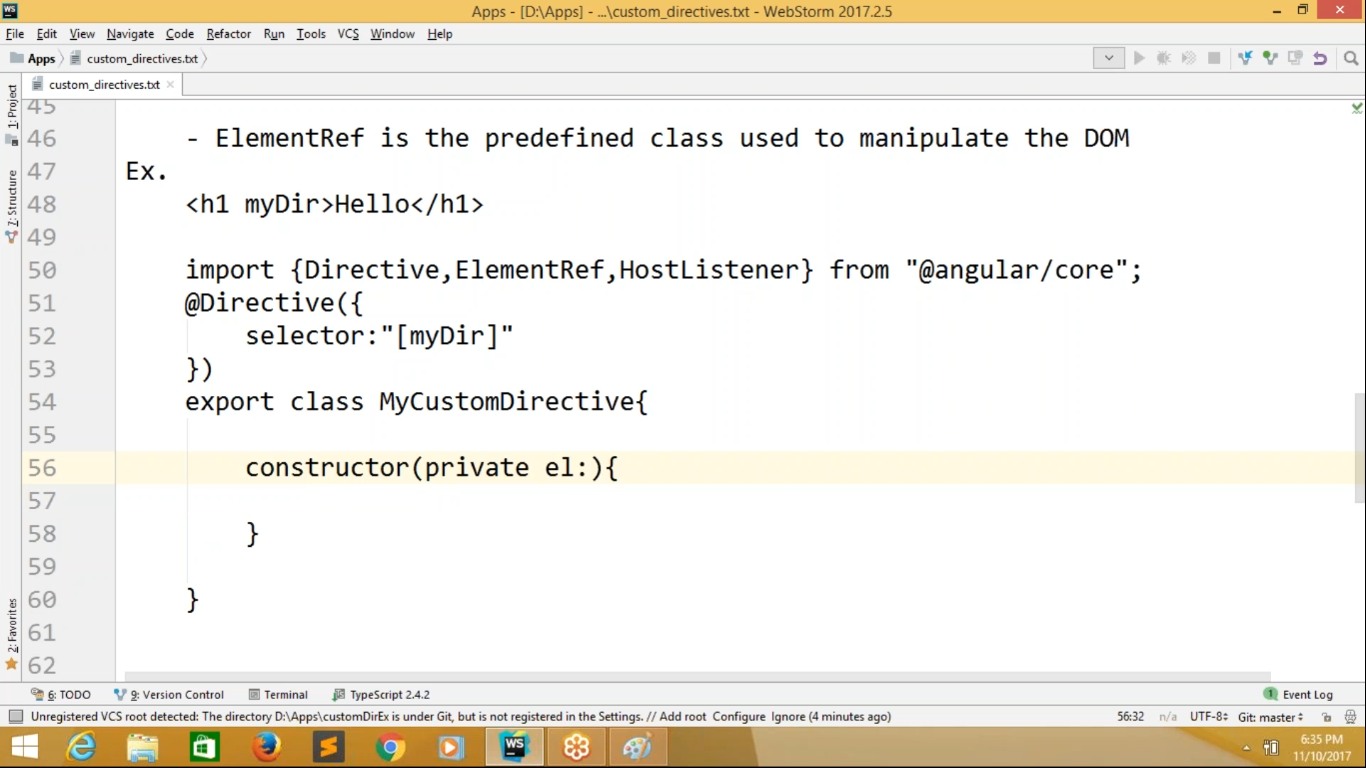 WS
Apps - [D:\Apps] - ...\custom_directives.txt - WebStorm 2017.2.5
File Edit View Navigate Code Refactor Run Tools VCS Window Help
Apps custom_directives.txt
custom_directives.txt
1: Project
7: Structure
2: Favorites
45
46 - ElementRef is the predefined class used to manipulate the DOM
47 Ex.
48 <h1 myDir>Hello</h1>
49
50 import {Directive,ElementRef,HostListener} from "@angular/core";
51 @Directive({
52 selector:"[myDir]"
53 })
54 export class MyCustomDirective{
55
56 constructor(private el:){
57
58 }
59
60 }
61
62
6: TODO 9: Version Control Terminal TypeScript 2.4.2 1 Event Log
Unregistered VCS root detected: The directory D:\Apps\customDirEx is under Git, but is not registered in the Settings. // Add root Configure Ignore (4 minutes ago) 56:32 n/a UTF-8 Git: master
WS
6:35 PM
11/10/2017